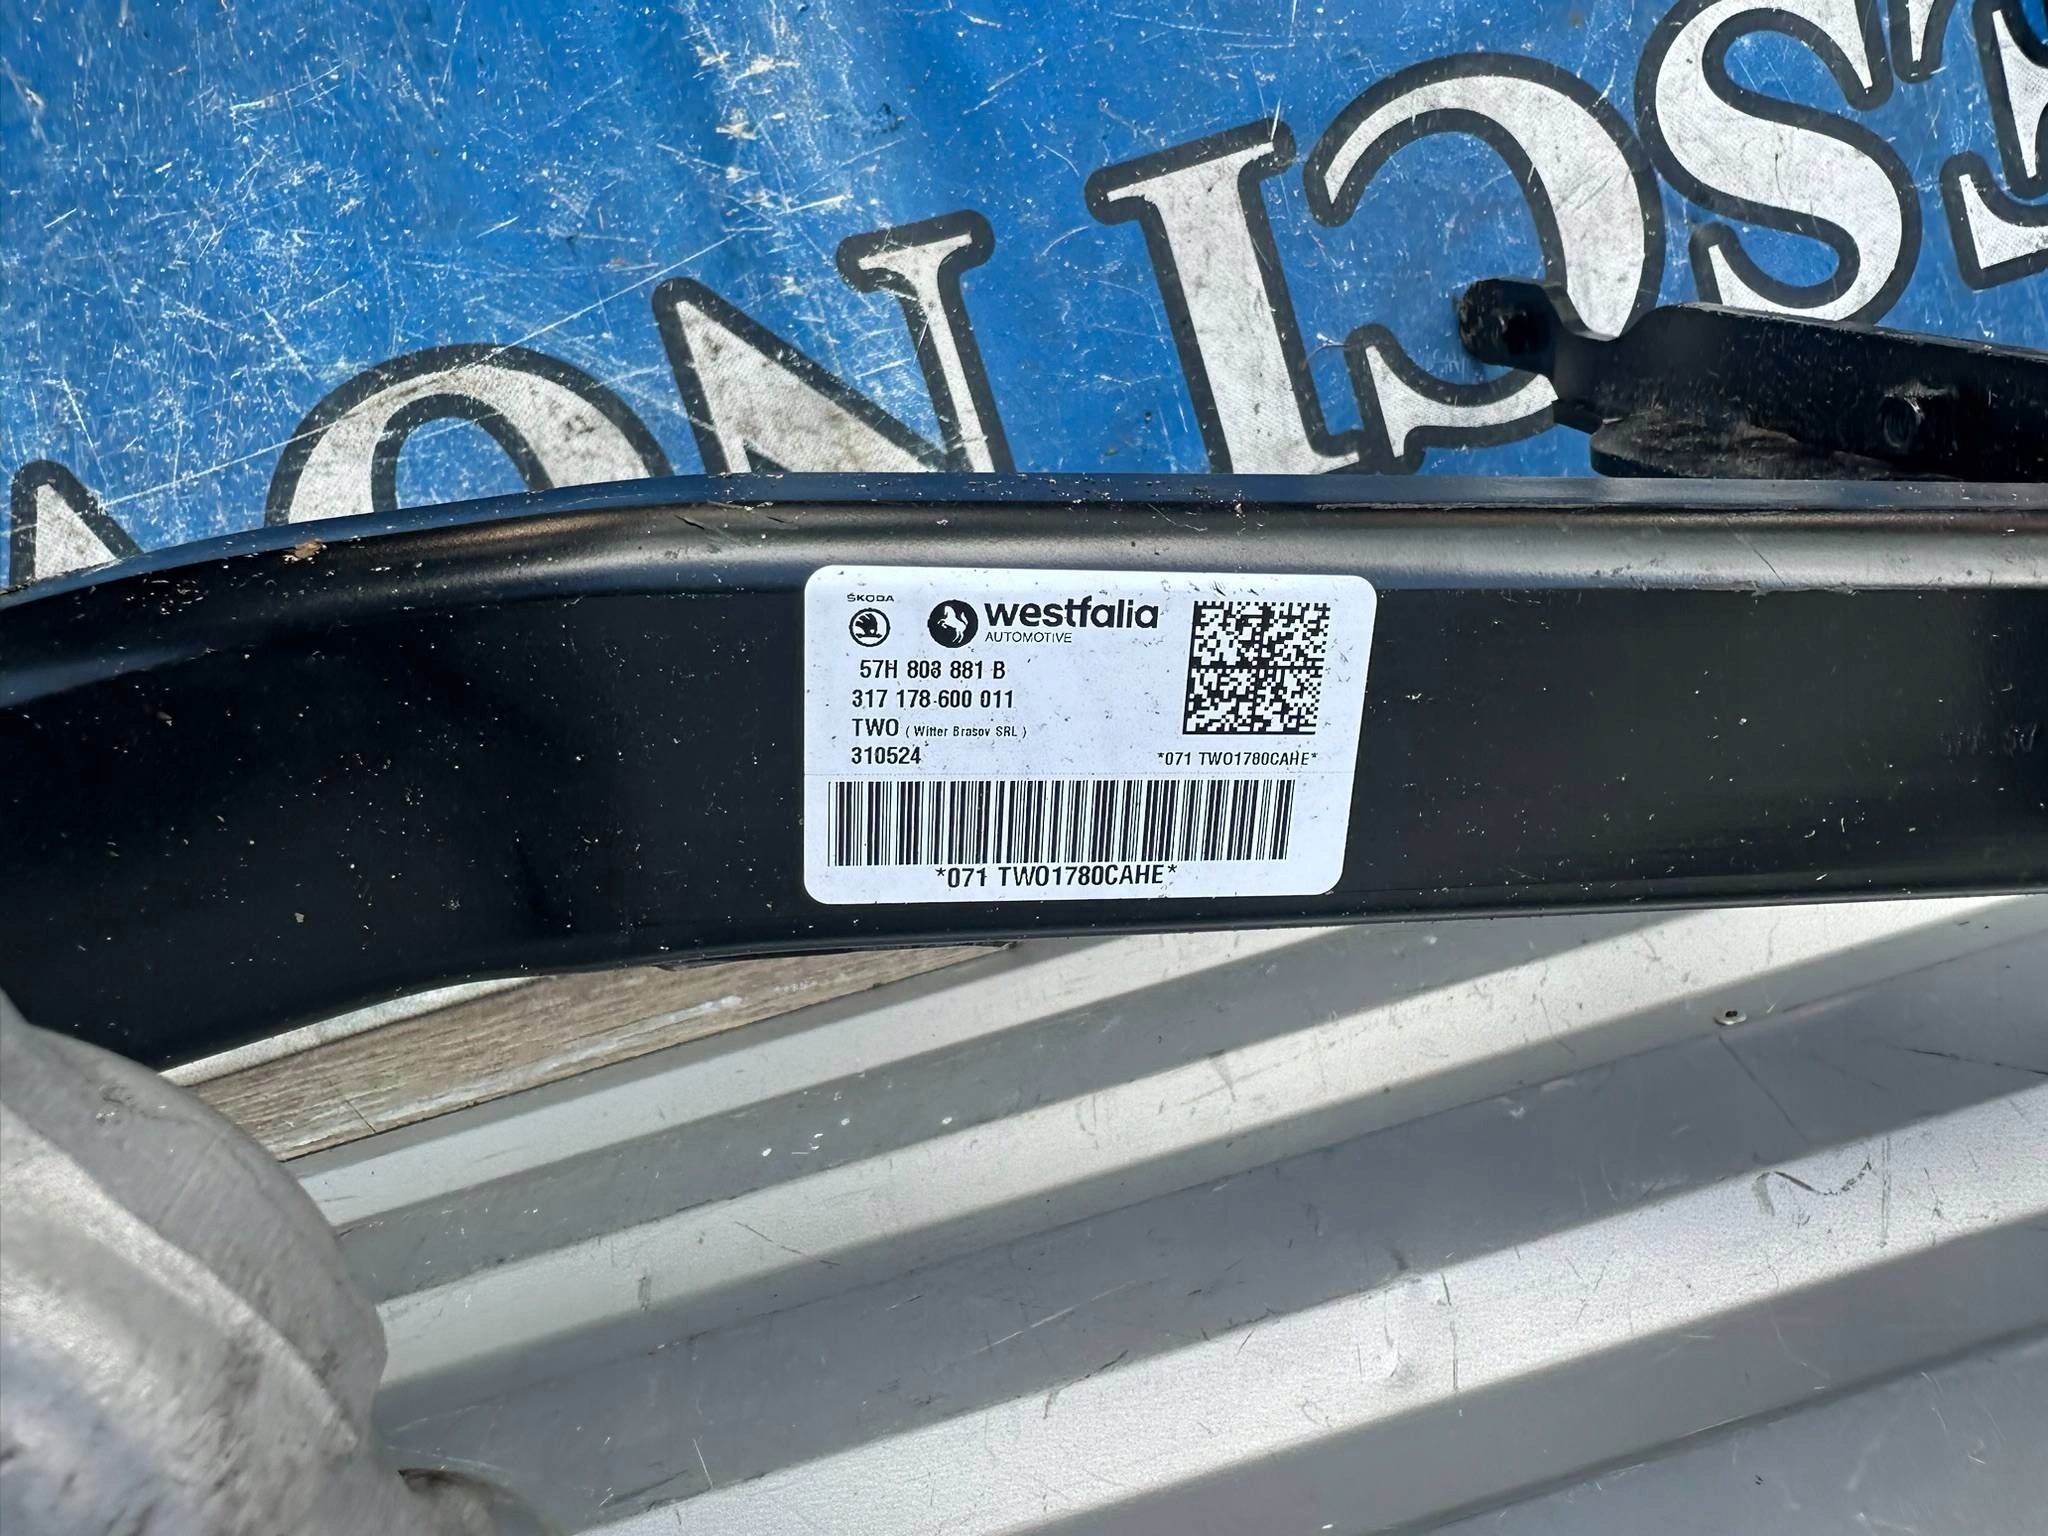 ŠKODA
westfalia
AUTOMOTIVE
57H 803 881 B
317 178 600 011
TWO ( Witter Brasov SRL )
310524
*071 TWO1780CAHE*
*071 TWO1780CAHE*